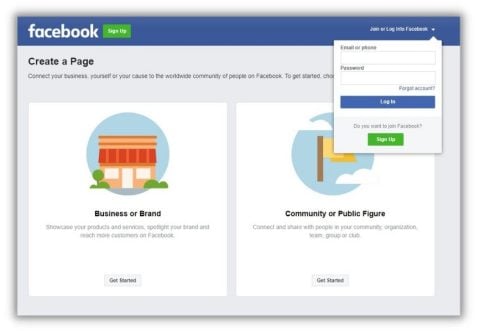 facebook Sign Up
Join or Log Into Facebook
Email or phone
Password
Forgot account?
Log In
Do you want to join Facebook?
Sign Up
Create a Page
Connect your business, yourself or your cause to the worldwide community of people on Facebook. To get started,
Business or Brand
Showcase your products and services, spotlight your brand and
reach more customers on Facebook.
Get Started
Community or Public Figure
Connect and share with people in your community, organization,
team, group or club.
Get Started